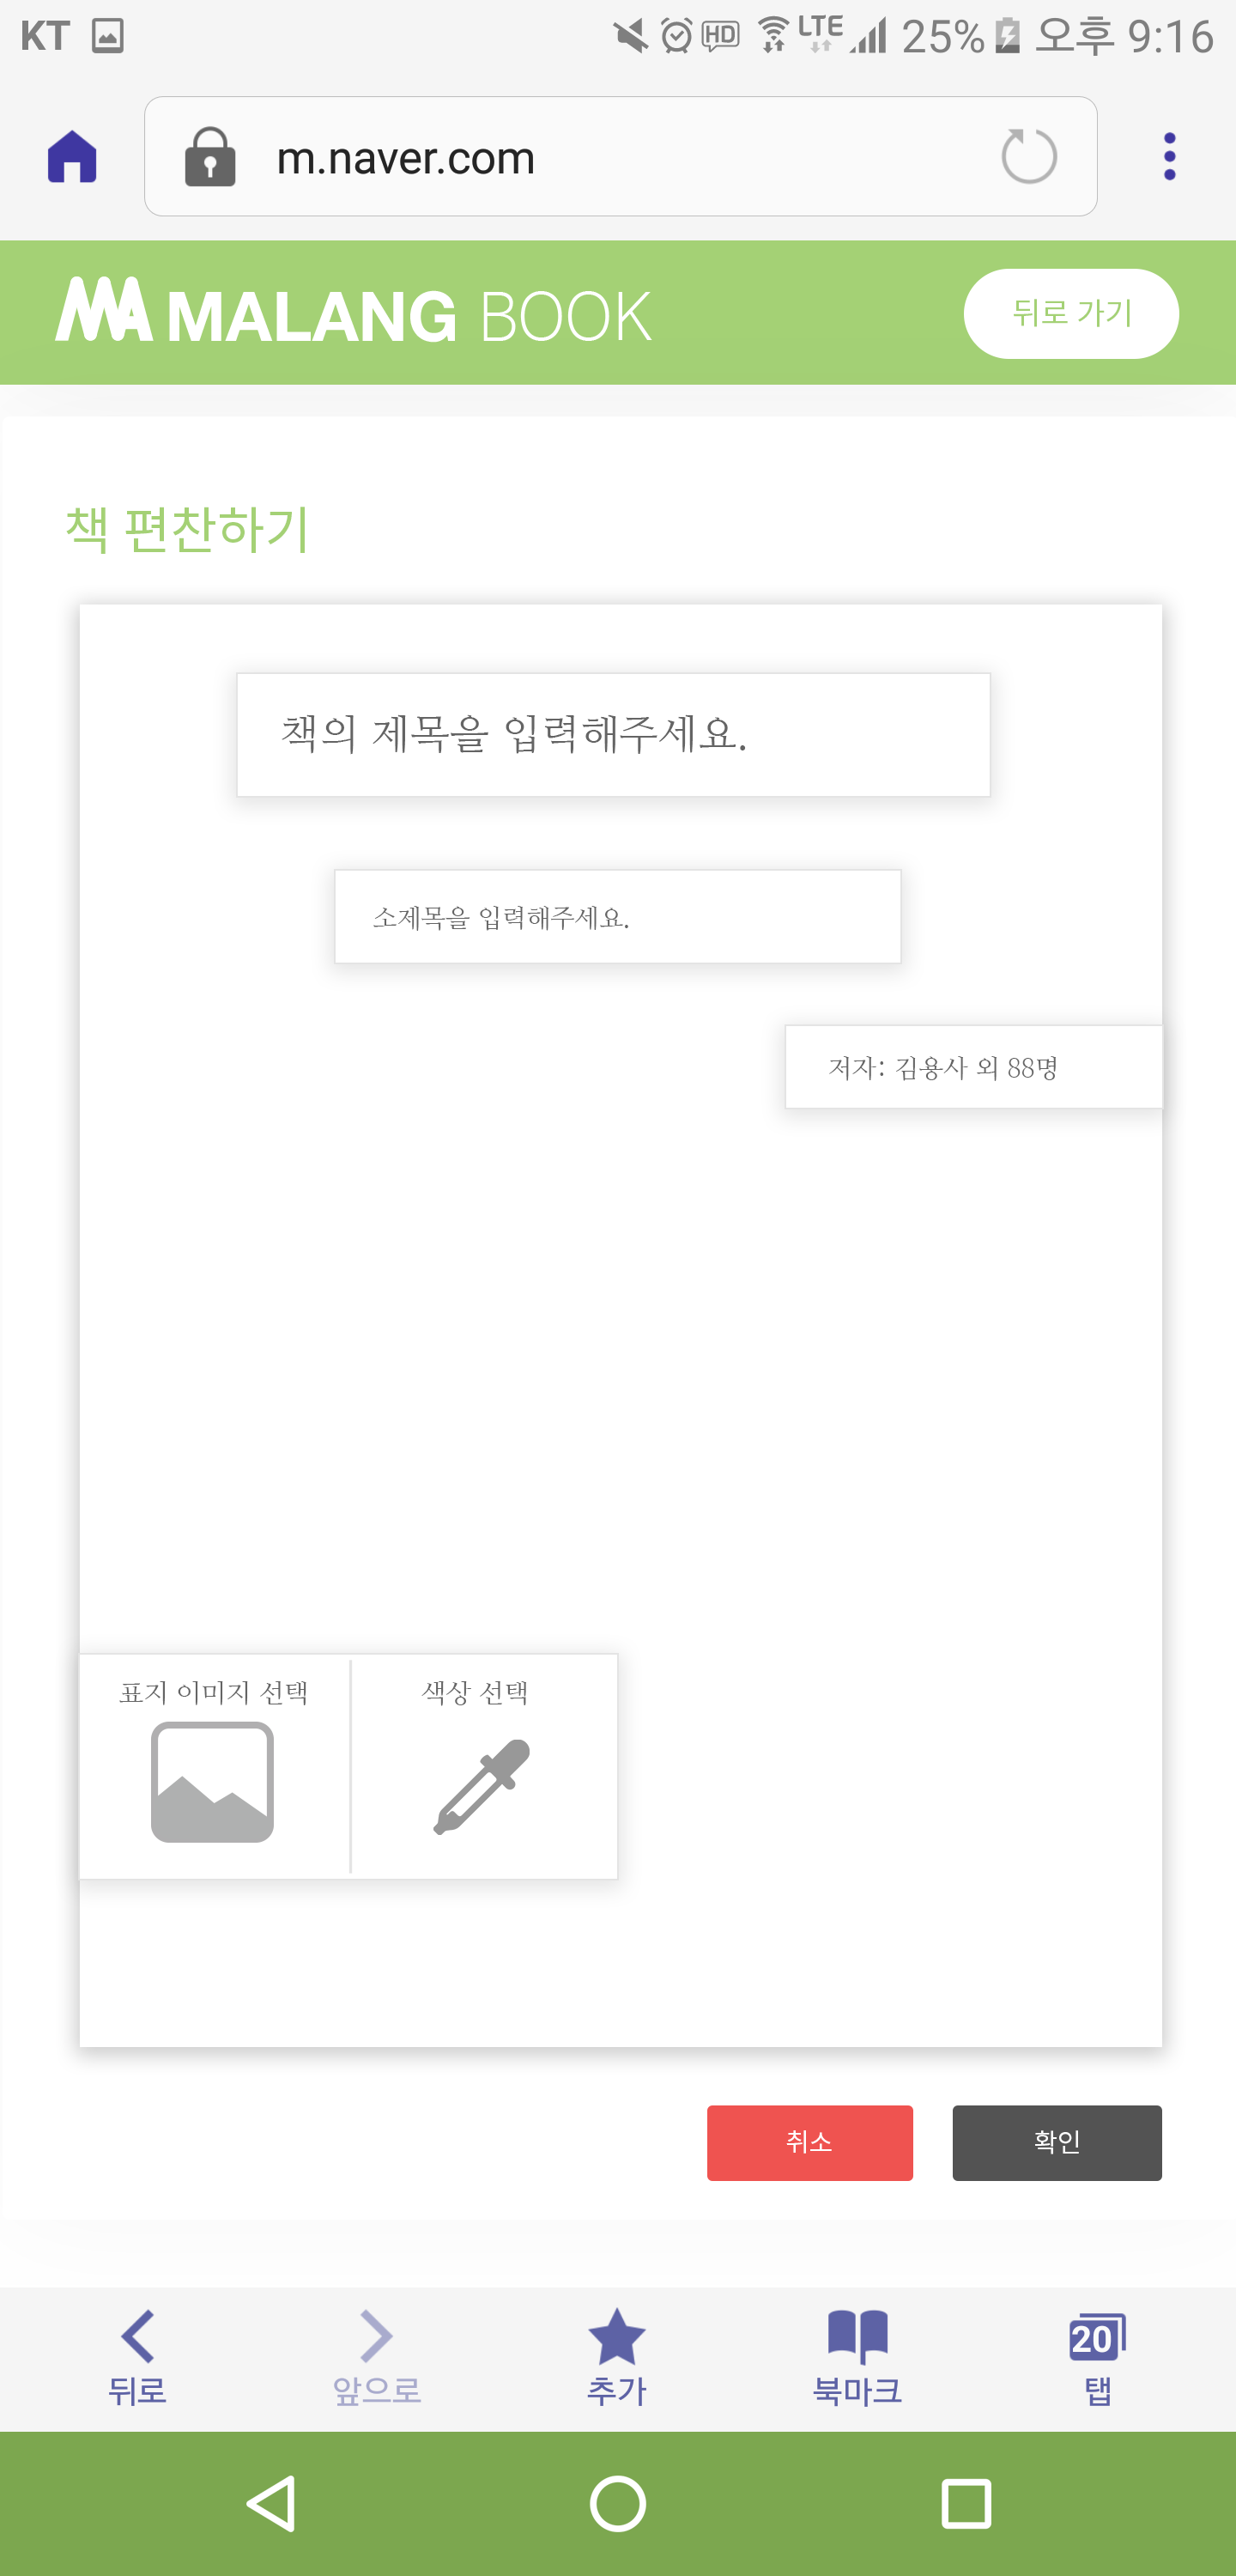 KT HD LTE 25% 오후 9:16
m.naver.com
MALANG BOOK 뒤로 가기
책 편찬하기
책의 제목을 입력해주세요.
소제목을 입력해주세요.
저자: 김용사 외 88명
표지 이미지 선택 색상 선택
취소 확인
20
뒤로 앞으로 추가 북마크 탭